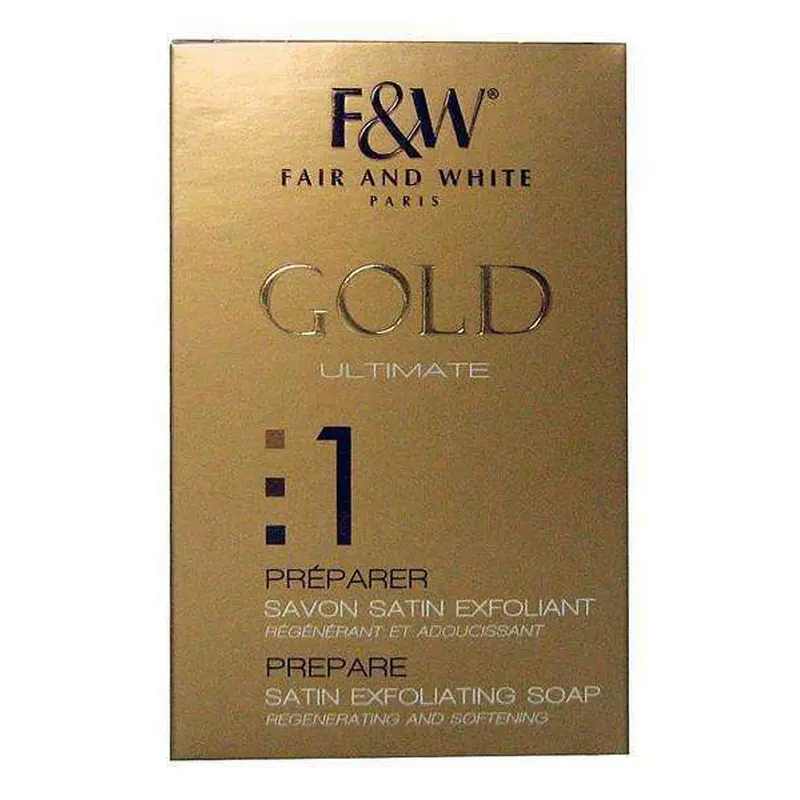 F&W®
FAIR AND WHITE
PARIS
GOLD
ULTIMATE
1
PRÉPARER
SAVON SATIN EXFOLIANT
RÉGÉNÉRANT ET ADOUCISSANT
PREPARE
SATIN EXFOLIATING SOAP
REGENERATING AND SOFTENING